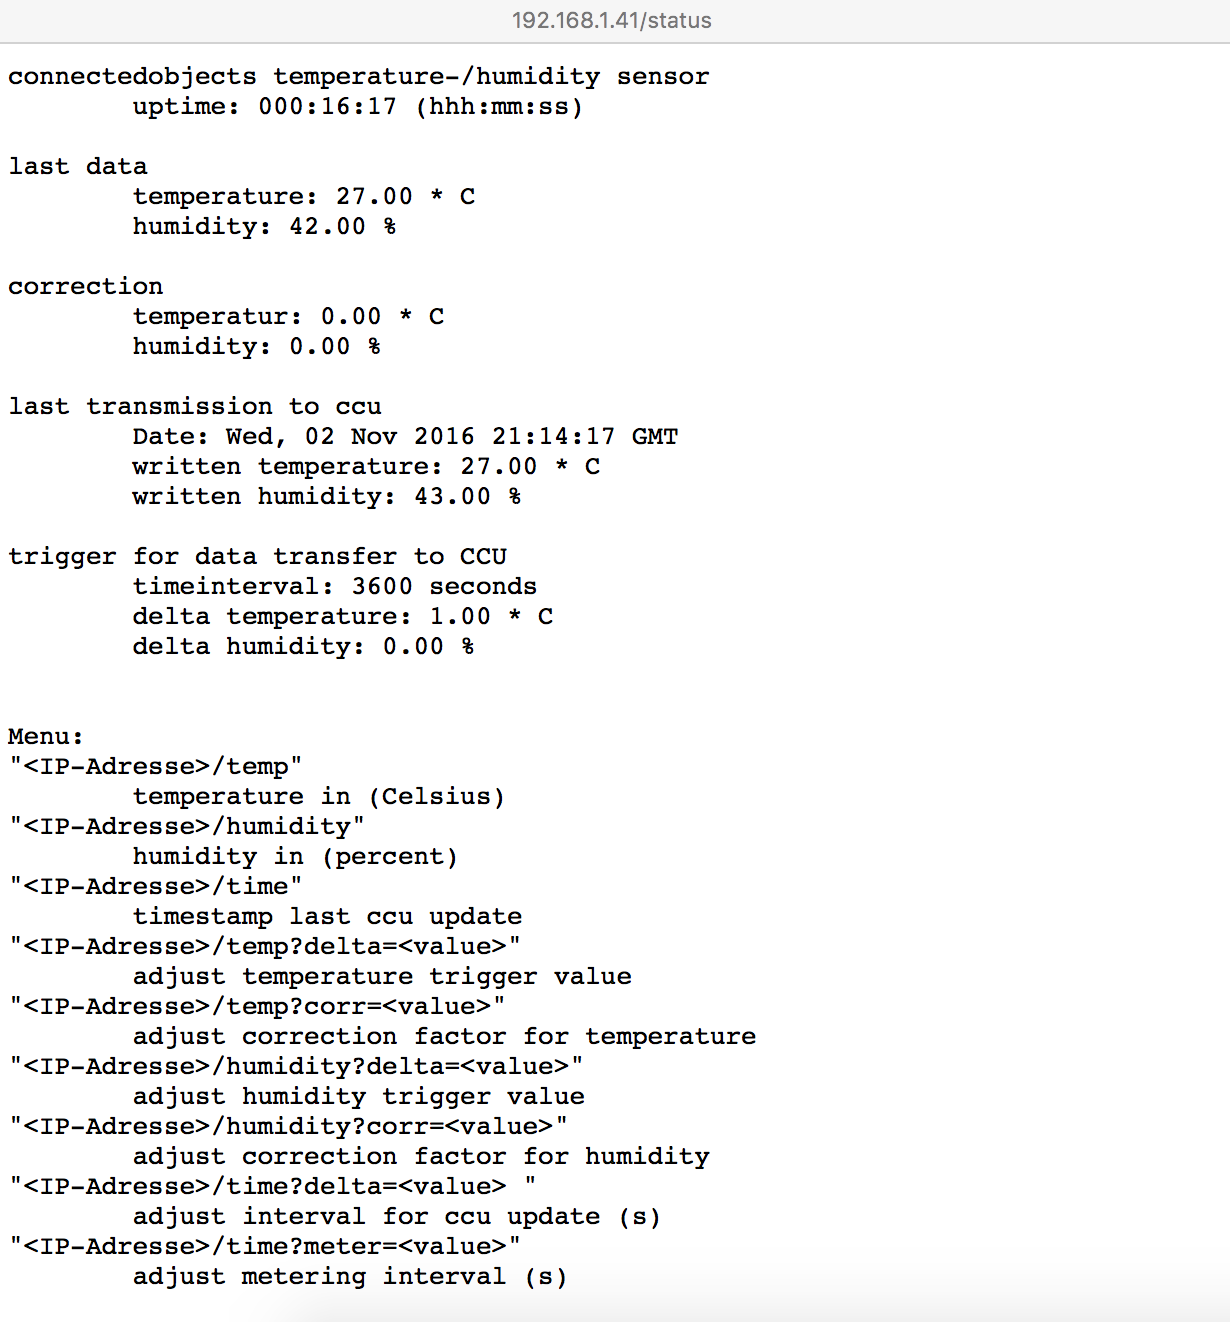 192.168.1.41/status
connectedobjects temperature-/humidity sensor
uptime: 000:16:17 (hhh:mm:ss)
last data
temperature: 27.00 * C
humidity: 42.00 %
correction
temperatur: 0.00 * C
humidity: 0.00 %
last transmission to ccu
Date: Wed, 02 Nov 2016 21:14:17 GMT
written temperature: 27.00 * C
written humidity: 43.00 %
trigger for data transfer to CCU
timeinterval: 3600 seconds
delta temperature: 1.00 * C
delta humidity: 0.00 %
Menu:
"<IP-Adresse>/temp"
temperature in (Celsius)
"<IP-Adresse>/humidity"
humidity in (percent)
"<IP-Adresse>/time"
timestamp last ccu update
"<IP-Adresse>/temp?delta=<value>"
adjust temperature trigger value
"<IP-Adresse>/temp?corr=<value>"
adjust correction factor for temperature
"<IP-Adresse>/humidity?delta=<value>"
adjust humidity trigger value
"<IP-Adresse>/humidity?corr=<value>"
adjust correction factor for humidity
"<IP-Adresse>/time?delta=<value> "
adjust interval for ccu update (s)
"<IP-Adresse>/time?meter=<value>"
adjust metering interval (s)